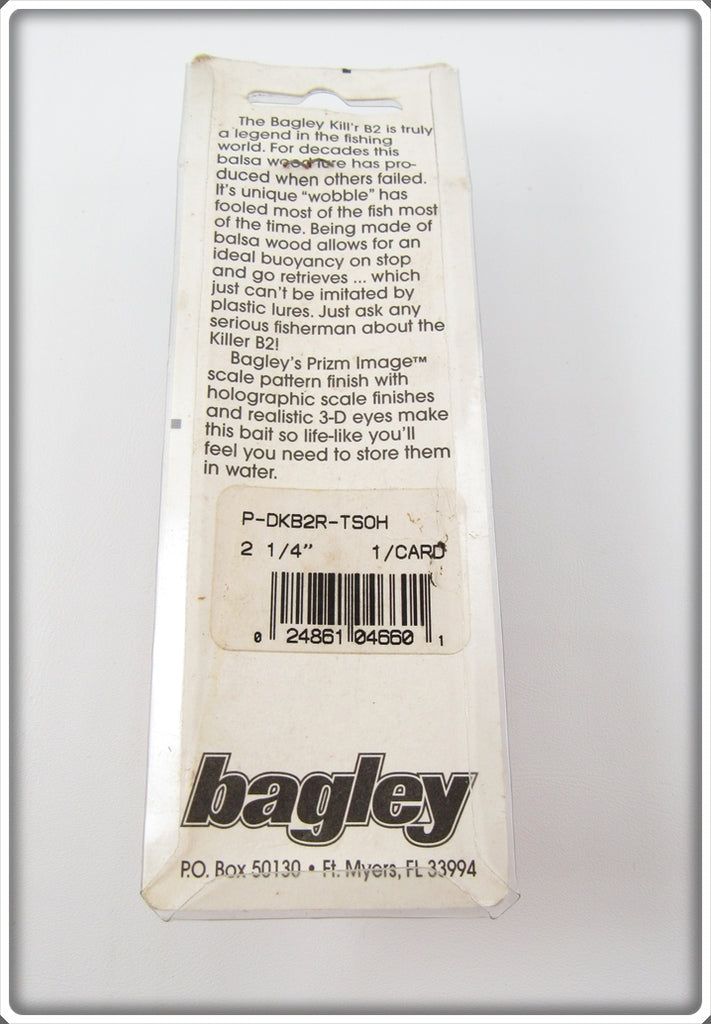 The Bagley Kill'r B2 is truly
a legend in the fishing
world. For decades this
balsa wood lure has pro-
duced when others failed.
It's unique "wobble" has
fooled most of the fish most
of the time. Being made of
balsa wood allows for an
ideal buoyancy on stop
and go retrieves ... which
just can't be imitated by
plastic lures. Just ask any
serious fisherman about the
Killer B2!
Bagley's Prizm Image™
scale pattern finish with
holographic scale finishes
and realistic 3-D eyes make
this bait so life-like you'll
feel you need to store them
in water.
P-DKB2R-TSOH
2 1/4" 1/CARD
0 24861 04660 1
bagley
P.O. Box 50130 • Ft. Myers, FL 33994